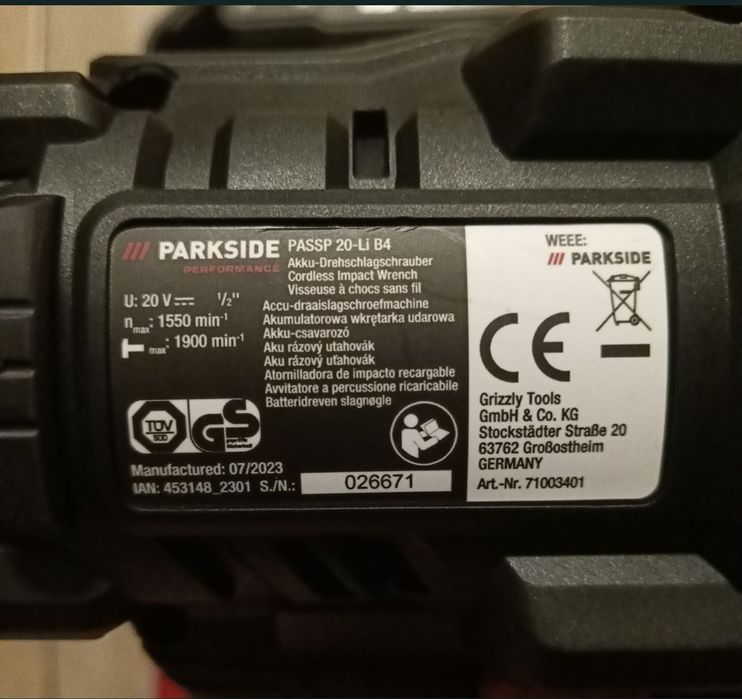 /// PARKSIDE
PERFORMANCE
U: 20 V ⎓ ½"
nmax: 1550 min⁻¹
max: 1900 min⁻¹
PASSP 20-Li B4
Akku-Drehschlagschrauber
Cordless Impact Wrench
Visseuse à chocs sans fil
Accu-draaislagschroefmachine
Akumulatorowa wkrętarka udarowa
Akku-csavarozó
Aku rázový utahovák
Aku rázový uťahovák
Atornilladora de impacto recargable
Avvitatore a percussione ricaricabile
Batteridreven slagnøgle
TÜV
SÜD
GS
Manufactured: 07/2023
IAN: 453148_2301 S./N.: 026671
WEEE:
/// PARKSIDE
CE
Grizzly Tools
GmbH & Co. KG
Stockstädter Straße 20
63762 Großostheim
GERMANY
Art.-Nr. 71003401